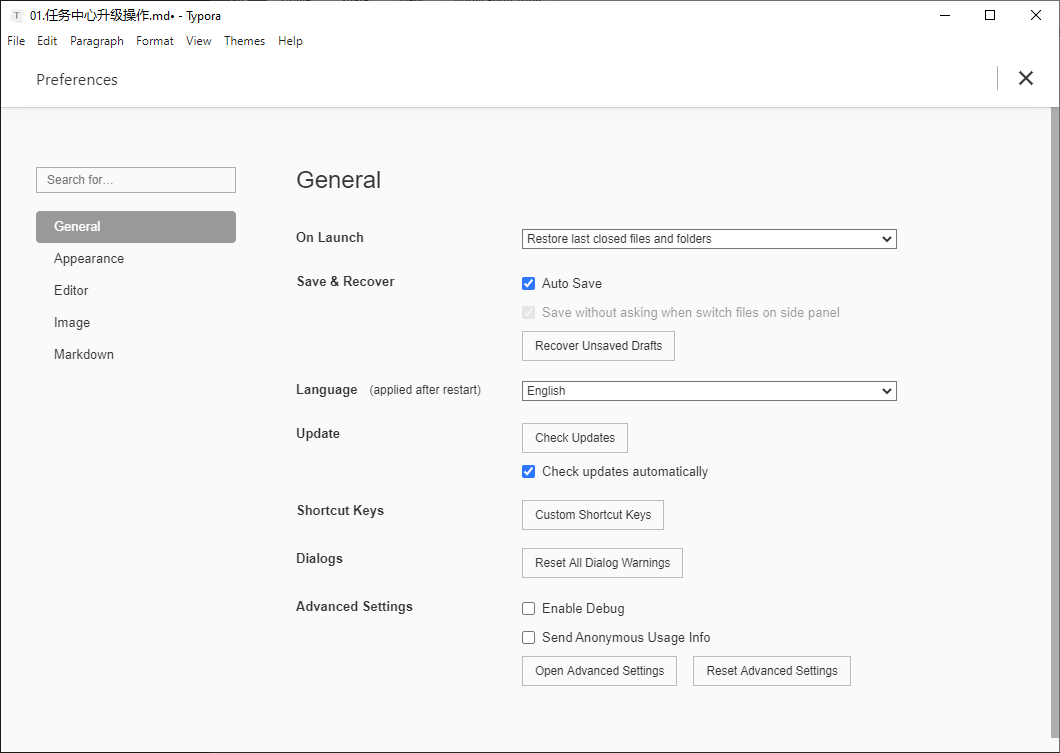 T 01.任务中心升级操作.md• - Typora
File Edit Paragraph Format View Themes Help
Preferences
Search for…
General
Appearance
Editor
Image
Markdown
General
On Launch Restore last closed files and folders
Save & Recover Auto Save
Save without asking when switch files on side panel
Recover Unsaved Drafts
Language (applied after restart) English
Update Check Updates
Check updates automatically
Shortcut Keys Custom Shortcut Keys
Dialogs Reset All Dialog Warnings
Advanced Settings Enable Debug
Send Anonymous Usage Info
Open Advanced Settings Reset Advanced Settings